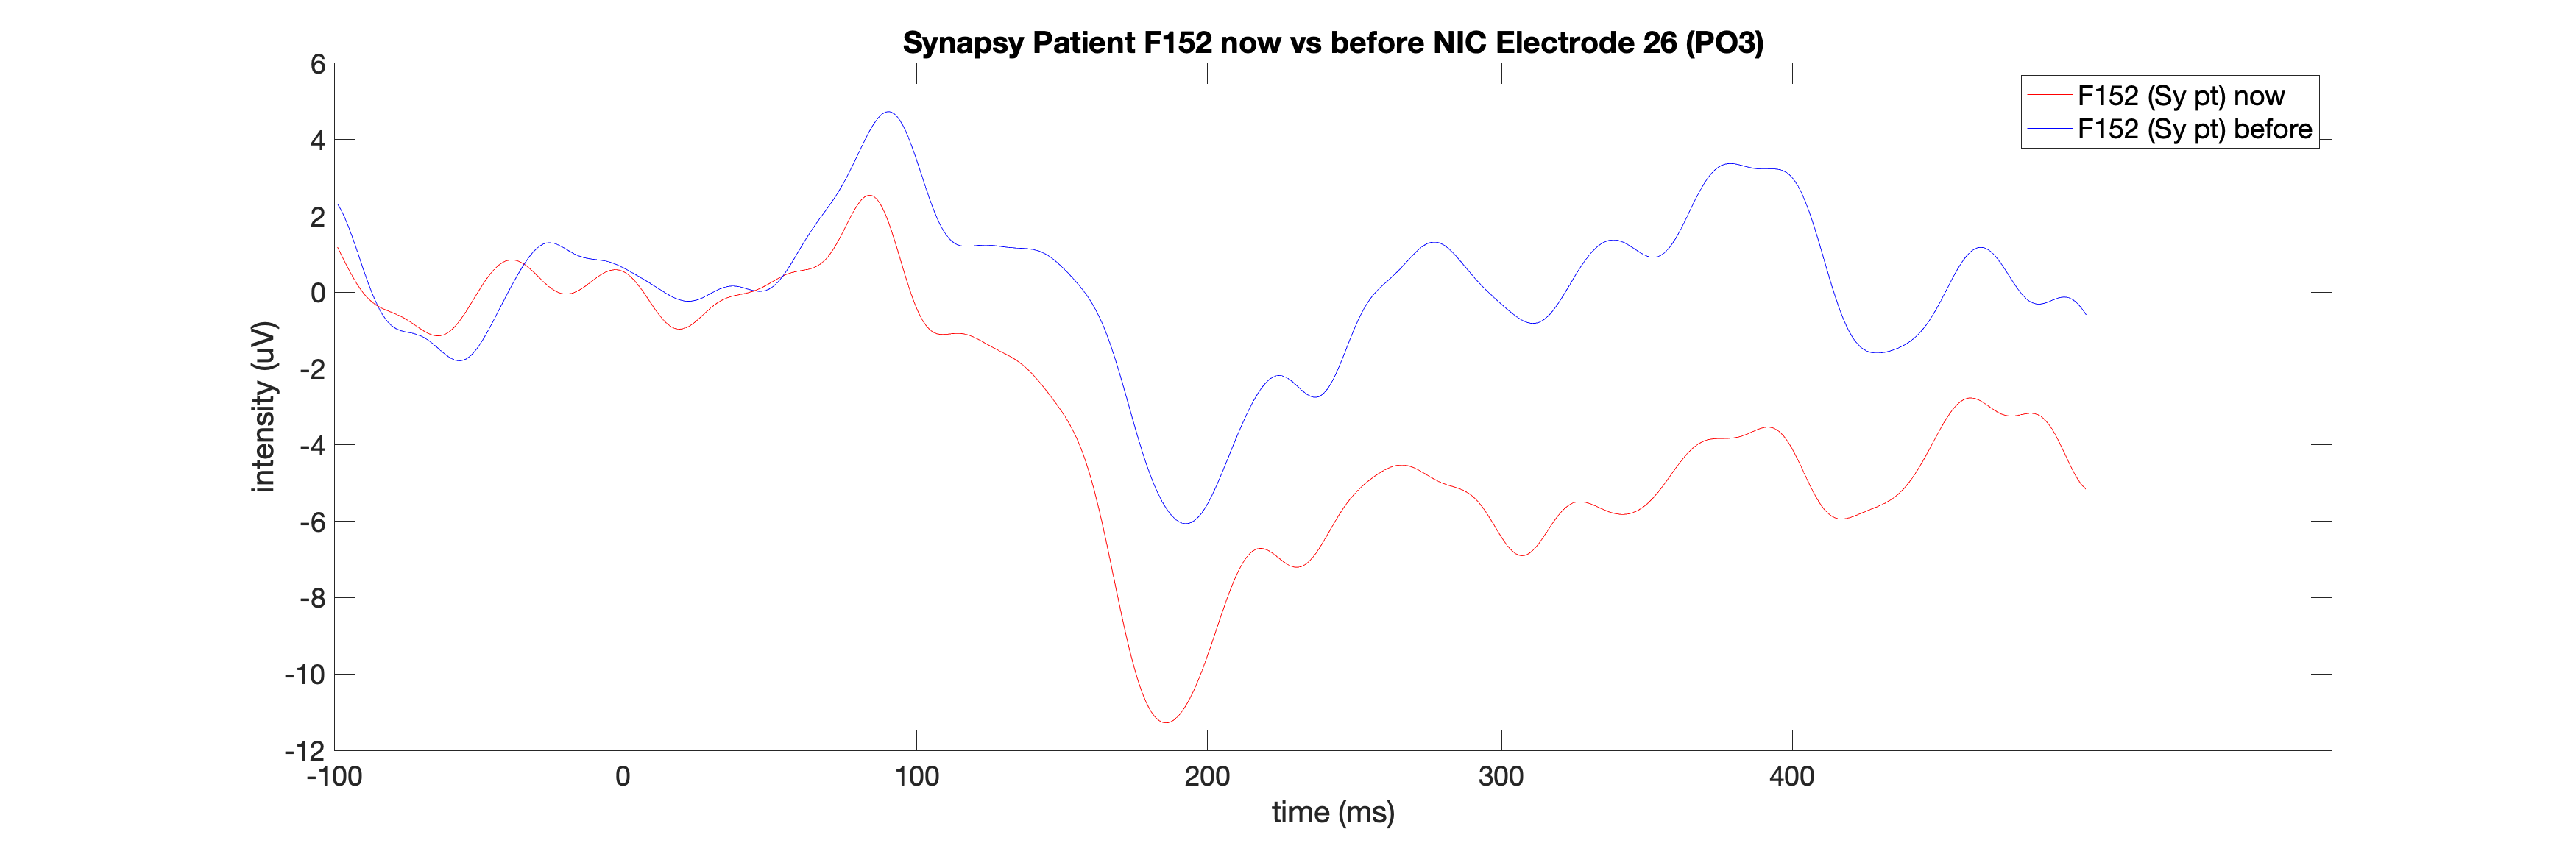 Synapsy Patient F152 now vs before NIC Electrode 26 (PO3)
6
4
2
0
-2
-4
-6
-8
-10
-12
intensity (uV)
F152 (Sy pt) now
F152 (Sy pt) before
-100 0 100 200 300 400
time (ms)